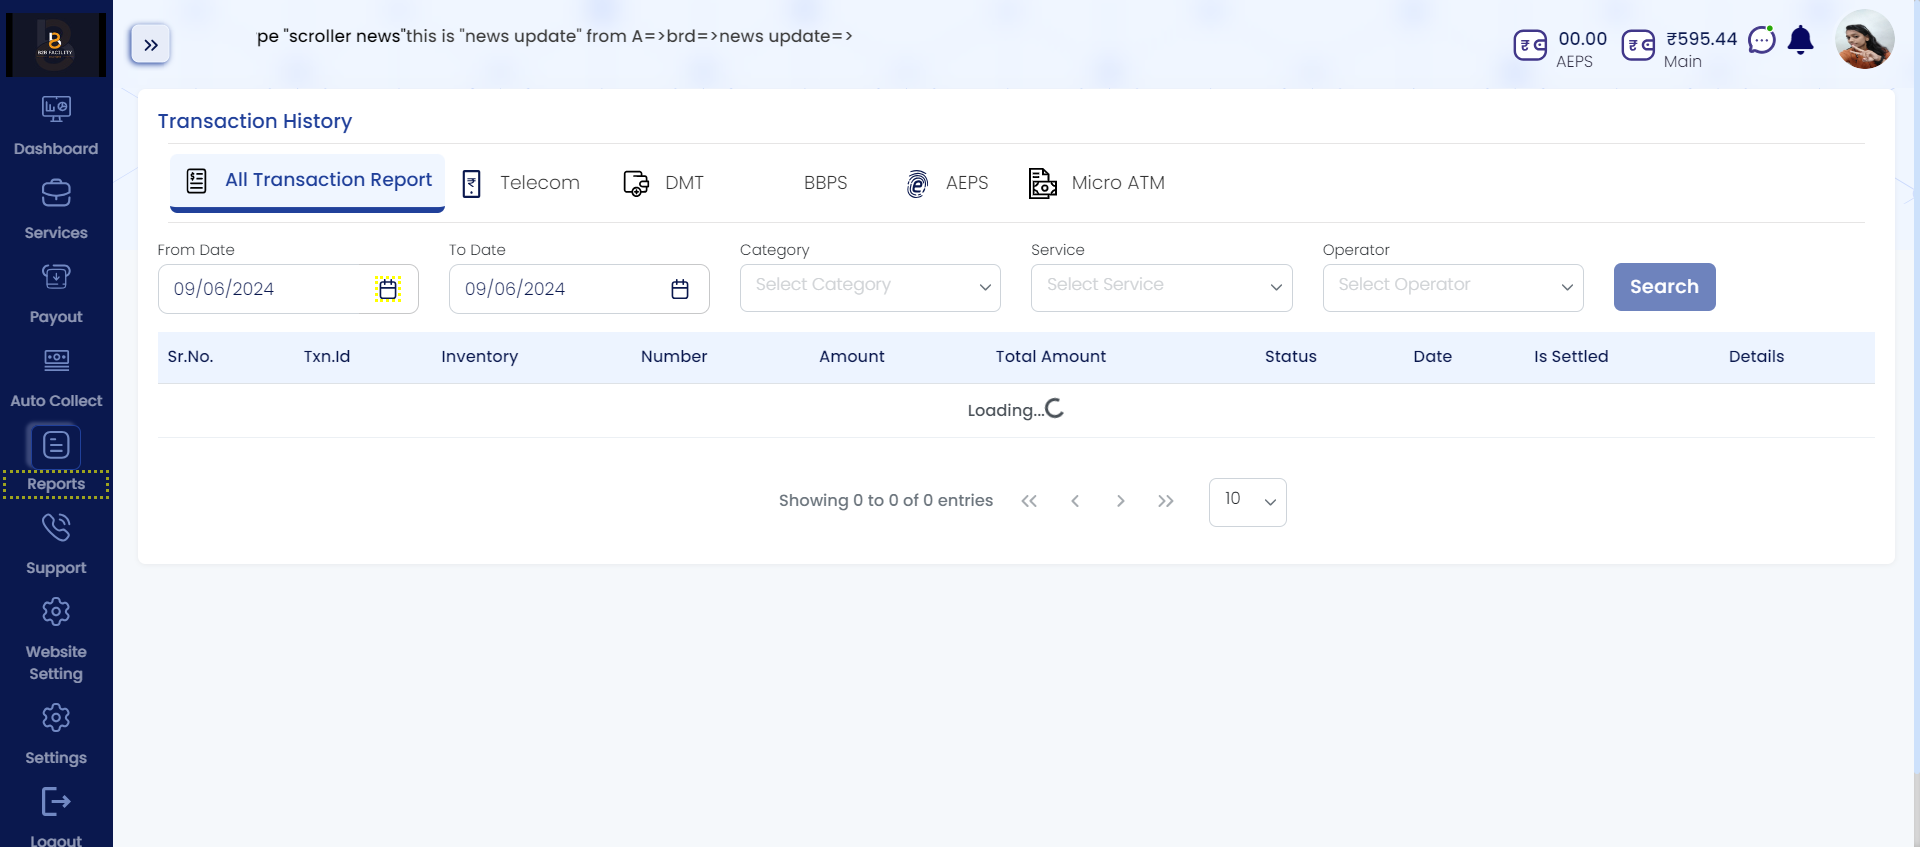 B2B FACILITY
pe "scroller news"this is "news update" from A=>brd=>news update=>
00.00
AEPS
₹595.44
Main
Dashboard
Services
Payout
Auto Collect
Reports
Support
Website
Setting
Settings
Logout
Transaction History
All Transaction Report
Telecom
DMT
BBPS
AEPS
Micro ATM
From Date
To Date
Category
Service
Operator
09/06/2024
09/06/2024
Select Category
Select Service
Select Operator
Search
Sr.No. Txn.Id Inventory Number Amount Total Amount Status Date Is Settled Details
Loading...
Showing 0 to 0 of 0 entries
10